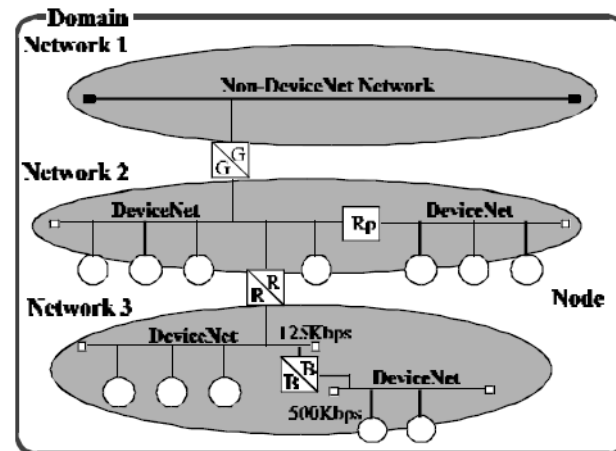 Domain
Network 1
Non-DeviceNet Network
G G
Network 2
DeviceNet
Rp
DeviceNet
R R
Node
Network 3
DeviceNet
125Kbps
B B
DeviceNet
500Kbps